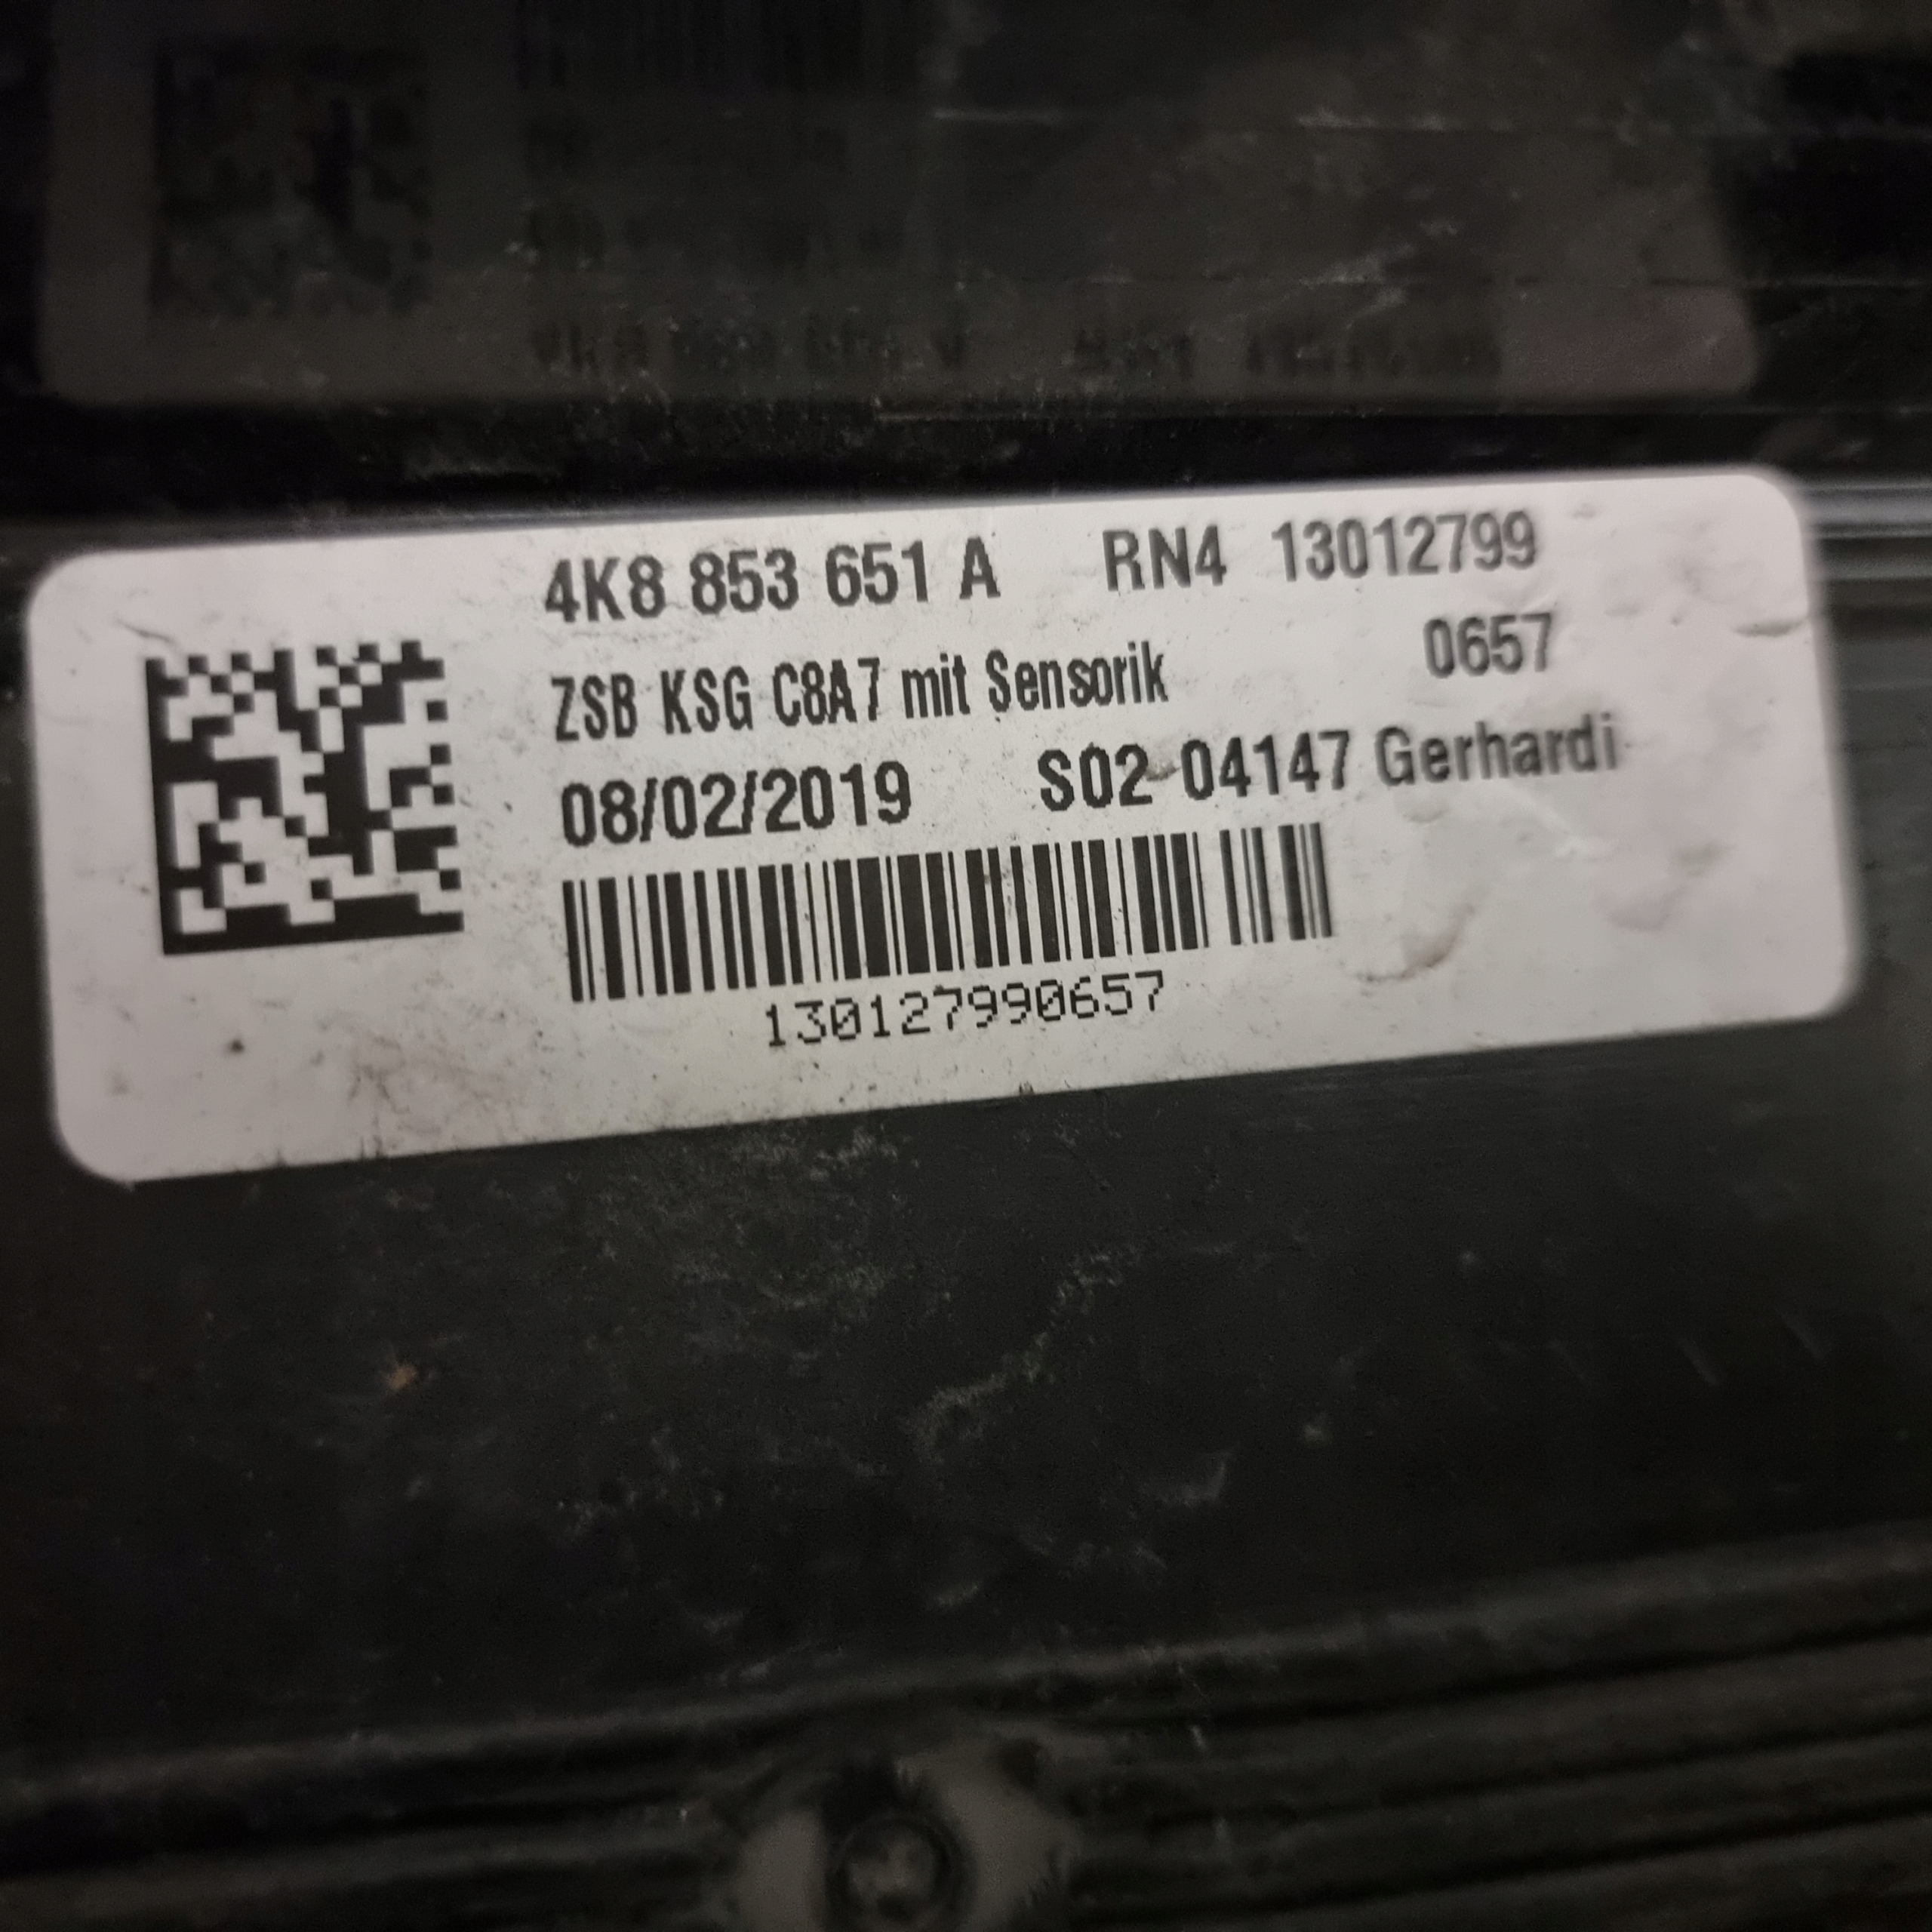 4K8 853 651 A RN4 13012799
ZSB KSG C8A7 mit Sensorik 0657
08/02/2019 S02 04147 Gerhardi
130127990657